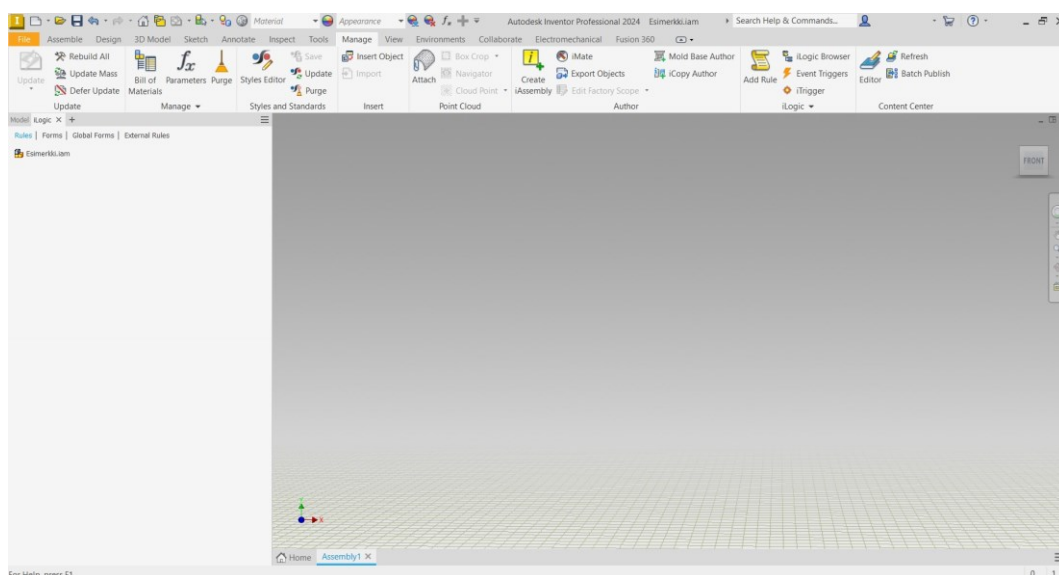 Material
Appearance
Autodesk Inventor Professional 2024 Esimerkki.iam
Search Help & Commands...
File Assemble Design 3D Model Sketch Annotate Inspect Tools Manage View Environments Collaborate Electromechanical Fusion 360
Update
Rebuild All
Update Mass
Defer Update
Update
Bill of Materials
Parameters
Purge
Manage
Styles Editor
Save
Update
Purge
Styles and Standards
Insert Object
Import
Insert
Attach
Box Crop
Navigator
Cloud Point
Point Cloud
Create iAssembly
iMate
Export Objects
Edit Factory Scope
Mold Base Author
iCopy Author
Author
Add Rule
iLogic Browser
Event Triggers
iTrigger
iLogic
Editor
Refresh
Batch Publish
Content Center
Model iLogic × +
Rules | Forms | Global Forms | External Rules
Esimerkki.iam
FRONT
X
Home Assembly1 ×
For Help, press F1
0 1